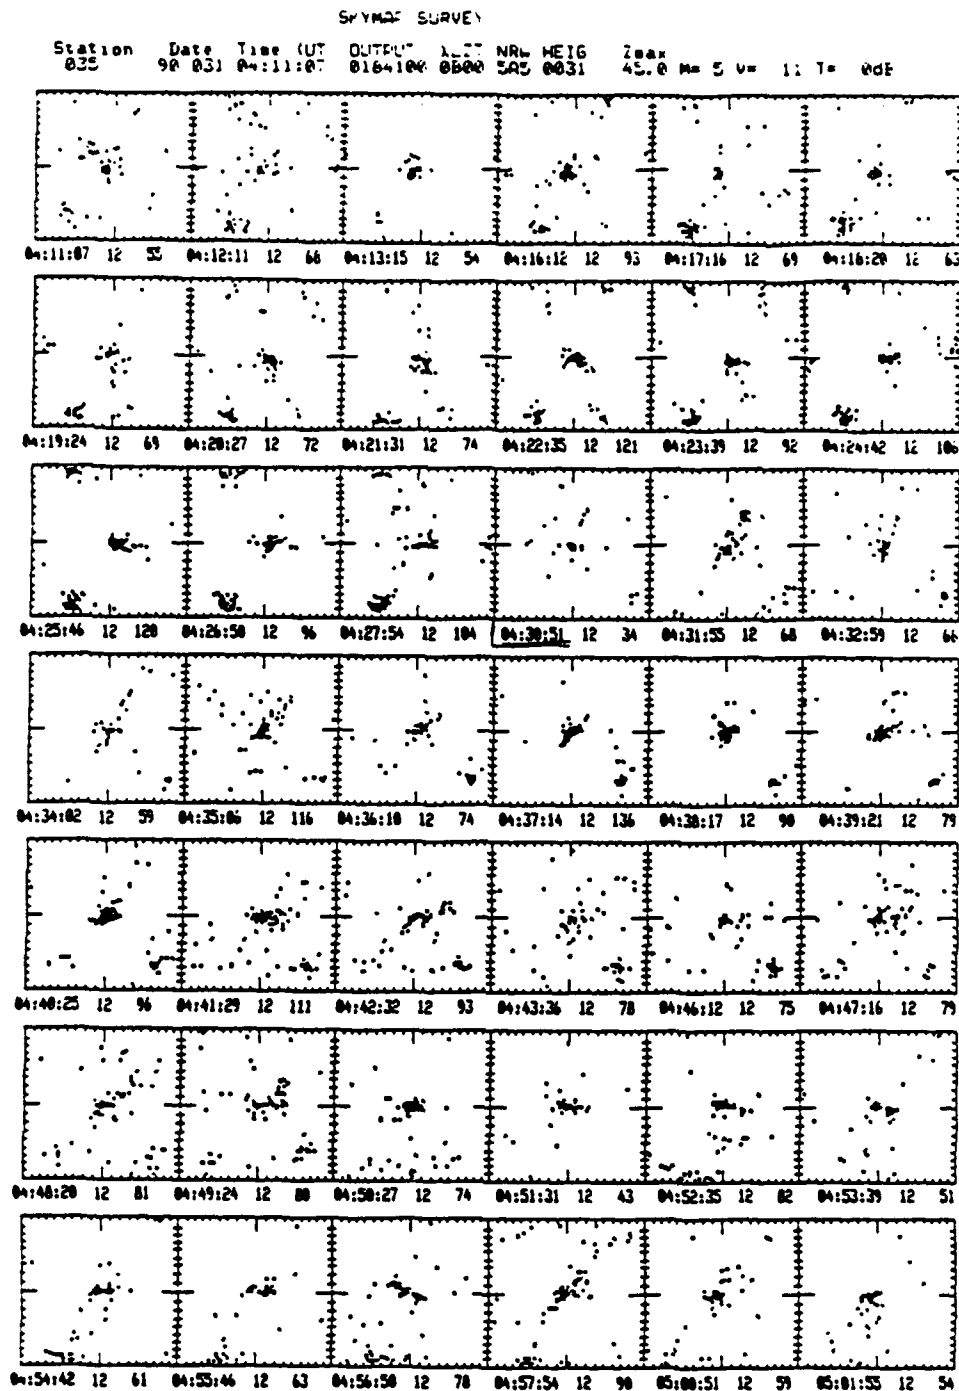 SKYMAP SURVEY
Station Date Time (UT OUTPUT NRW HEIG Zmax
035 90 031 04:11:07 0164100 0B00 5A5 0031 45.0 M= 5 V= 11 T= 0dB
04:11:07 12 55 04:12:11 12 68 04:13:15 12 54 04:16:12 12 93 04:17:16 12 69 04:18:20 12 63
04:19:24 12 69 04:20:27 12 72 04:21:31 12 74 04:22:35 12 121 04:23:39 12 92 04:24:42 12 106
04:25:46 12 120 04:26:50 12 96 04:27:54 12 104 04:30:51 12 34 04:31:55 12 68 04:32:59 12 66
04:34:02 12 59 04:35:06 12 116 04:36:10 12 74 04:37:14 12 136 04:38:17 12 90 04:39:21 12 79
04:40:25 12 96 04:41:29 12 111 04:42:32 12 93 04:43:36 12 78 04:46:12 12 75 04:47:16 12 79
04:48:20 12 81 04:49:24 12 80 04:50:27 12 74 04:51:31 12 43 04:52:35 12 82 04:53:39 12 51
04:54:42 12 61 04:55:46 12 63 04:56:50 12 78 04:57:54 12 90 05:00:51 12 59 05:01:55 12 54